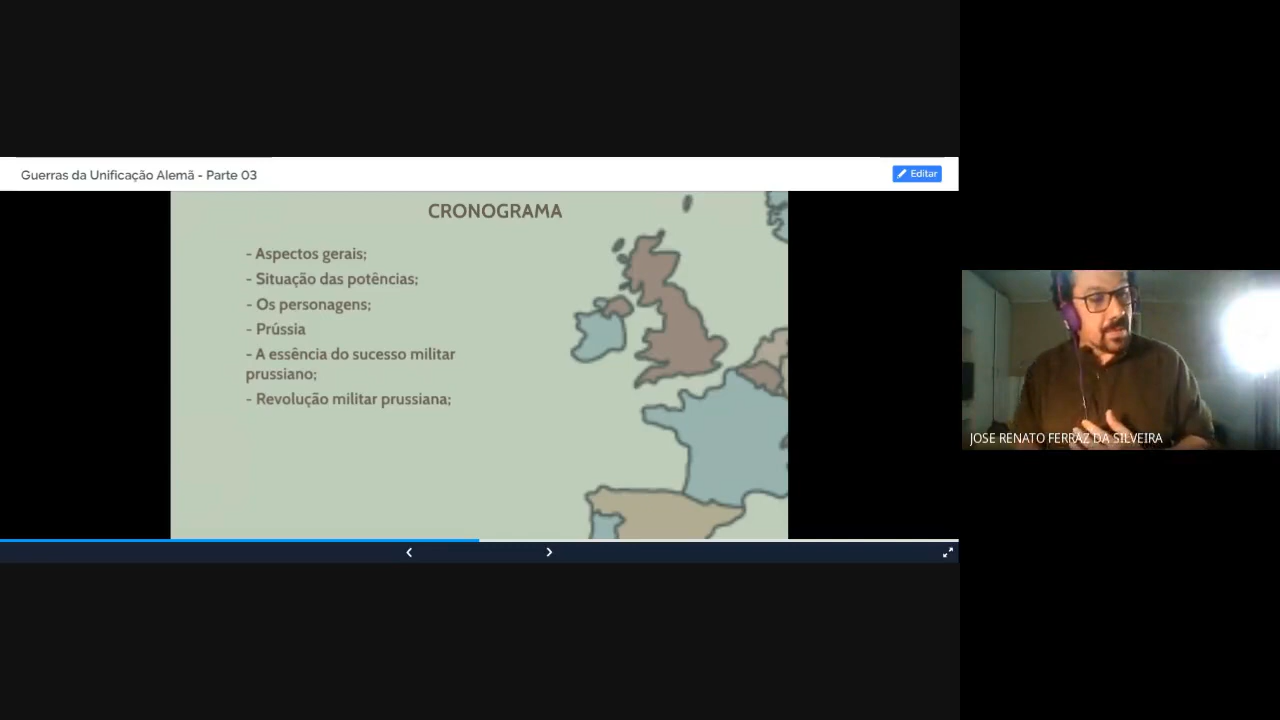 Guerras da Unificação Alemã - Parte 03
Editar
CRONOGRAMA
- Aspectos gerais;
- Situação das potências;
- Os personagens;
- Prússia
- A essência do sucesso militar
prussiano;
- Revolução militar prussiana;
JOSE RENATO FERRAZ DA SILVEIRA